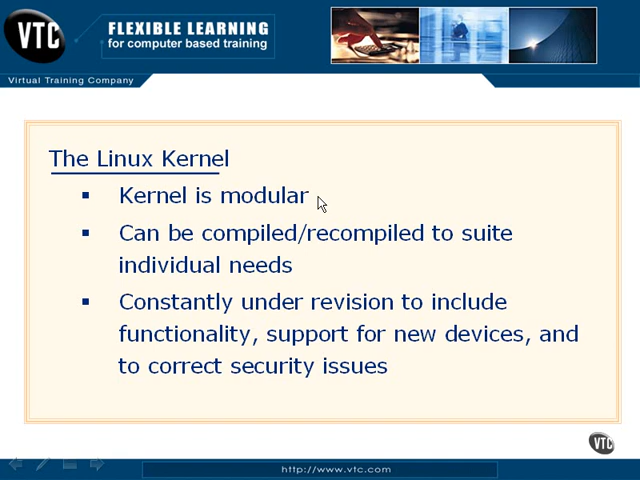 VTC
FLEXIBLE LEARNING
for computer based training
Virtual Training Company
The Linux Kernel
Kernel is modular
Can be compiled/recompiled to suite
individual needs
Constantly under revision to include
functionality, support for new devices, and
to correct security issues
VTC
http://www.vtc.com